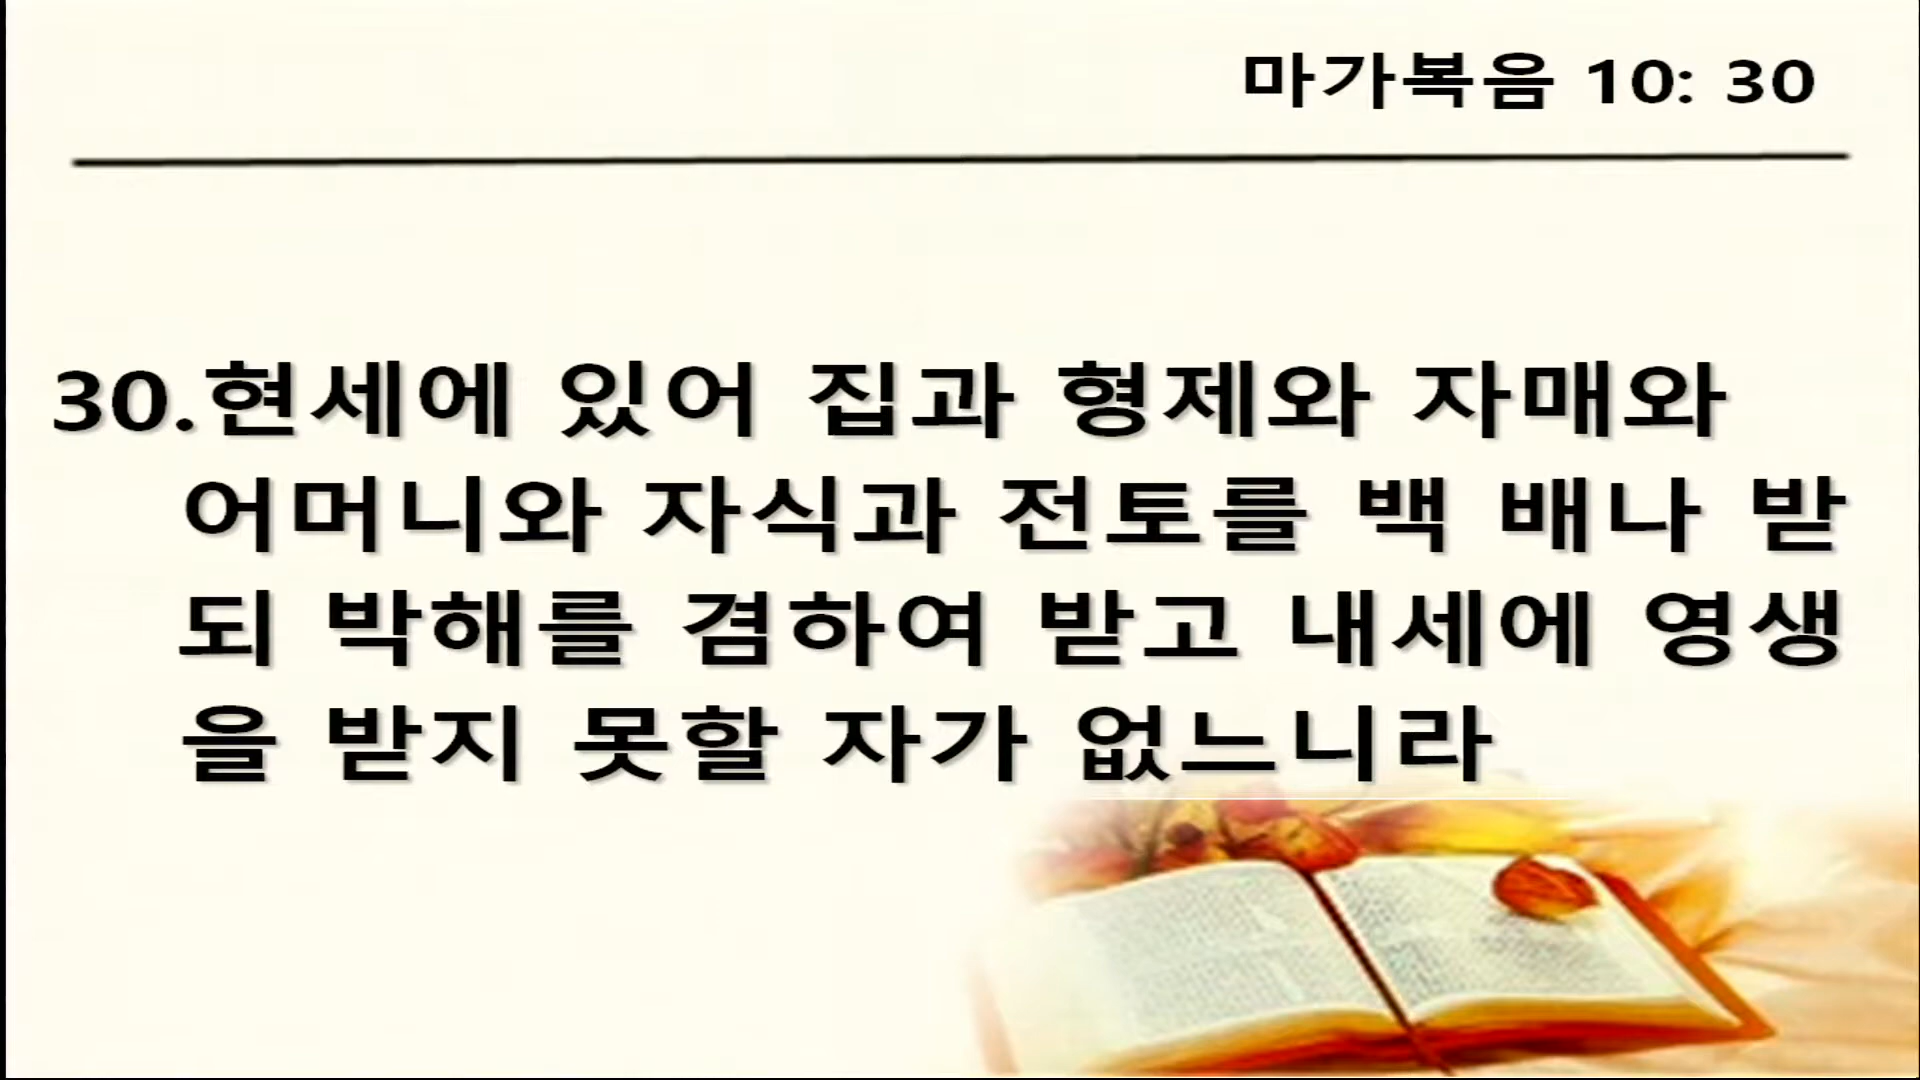 마가복음 10: 30
30.현세에 있어 집과 형제와 자매와
어머니와 자식과 전토를 백 배나 받
되 박해를 겸하여 받고 내세에 영생
을 받지 못할 자가 없느니라